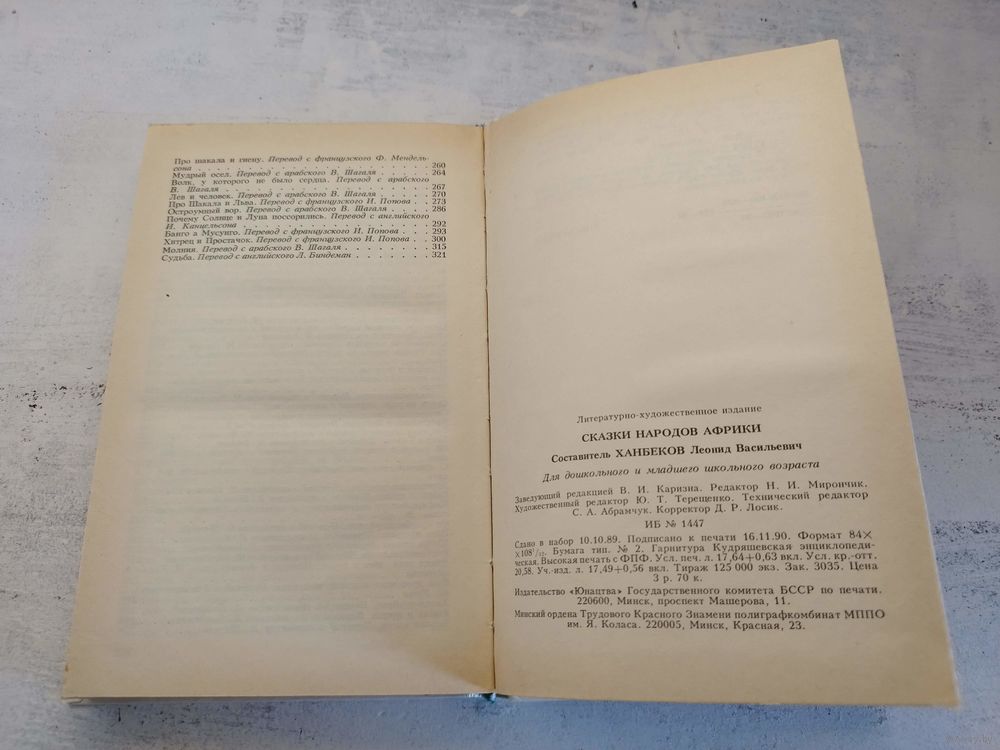 Про шакала и гиену. Перевод с французского Ф. Мендель-
сона . . . . . . . . . . . . . . . . . . . . 260
Мудрый осел. Перевод с арабского В. Шагаля . . . . . 264
Волк, у которого не было сердца. Перевод с арабского
В. Шагаля . . . . . . . . . . . . . . . . . . 267
Лев и человек. Перевод с арабского В. Шагаля . . . . . 270
Про Шакала и Льва. Перевод с французского И. Попова . . 273
Остроумный вор. Перевод с арабского В. Шагаля . . . . 286
Почему Солнце и Луна поссорились. Перевод с английского
И. Канцельсона . . . . . . . . . . . . . . . . 292
Банго а Мусунго. Перевод с французского И. Попова . . . 293
Хитрец и Простачок. Перевод с французского И. Попова . . 300
Молния. Перевод с арабского В. Шагаля . . . . . . . . 315
Судьба. Перевод с английского Л. Биндеман . . . . . . . 321
Литературно-художественное издание
СКАЗКИ НАРОДОВ АФРИКИ
Составитель ХАНБЕКОВ Леонид Васильевич
Для дошкольного и младшего школьного возраста
Заведующий редакцией В. И. Каризна. Редактор Н. И. Мирончик.
Художественный редактор Ю. Т. Терещенко. Технический редактор
С. А. Абрамчук. Корректор Д. Р. Лосик.
ИБ № 1447
Сдано в набор 10.10.89. Подписано к печати 16.11.90. Формат 84×
×108¹/₃₂. Бумага тип. № 2. Гарнитура Кудряшевская энциклопеди-
ческая. Высокая печать с ФПФ. Усл. печ. л. 17,64+0,63 вкл. Усл. кр.-отт.
20,58. Уч.-изд. л. 17,49+0,56 вкл. Тираж 125 000 экз. Зак. 3035. Цена
3 р. 70 к.
Издательство «Юнацтва» Государственного комитета БССР по печати.
220600, Минск, проспект Машерова, 11.
Минский ордена Трудового Красного Знамени полиграфкомбинат МППО
им. Я. Коласа. 220005, Минск, Красная, 23.